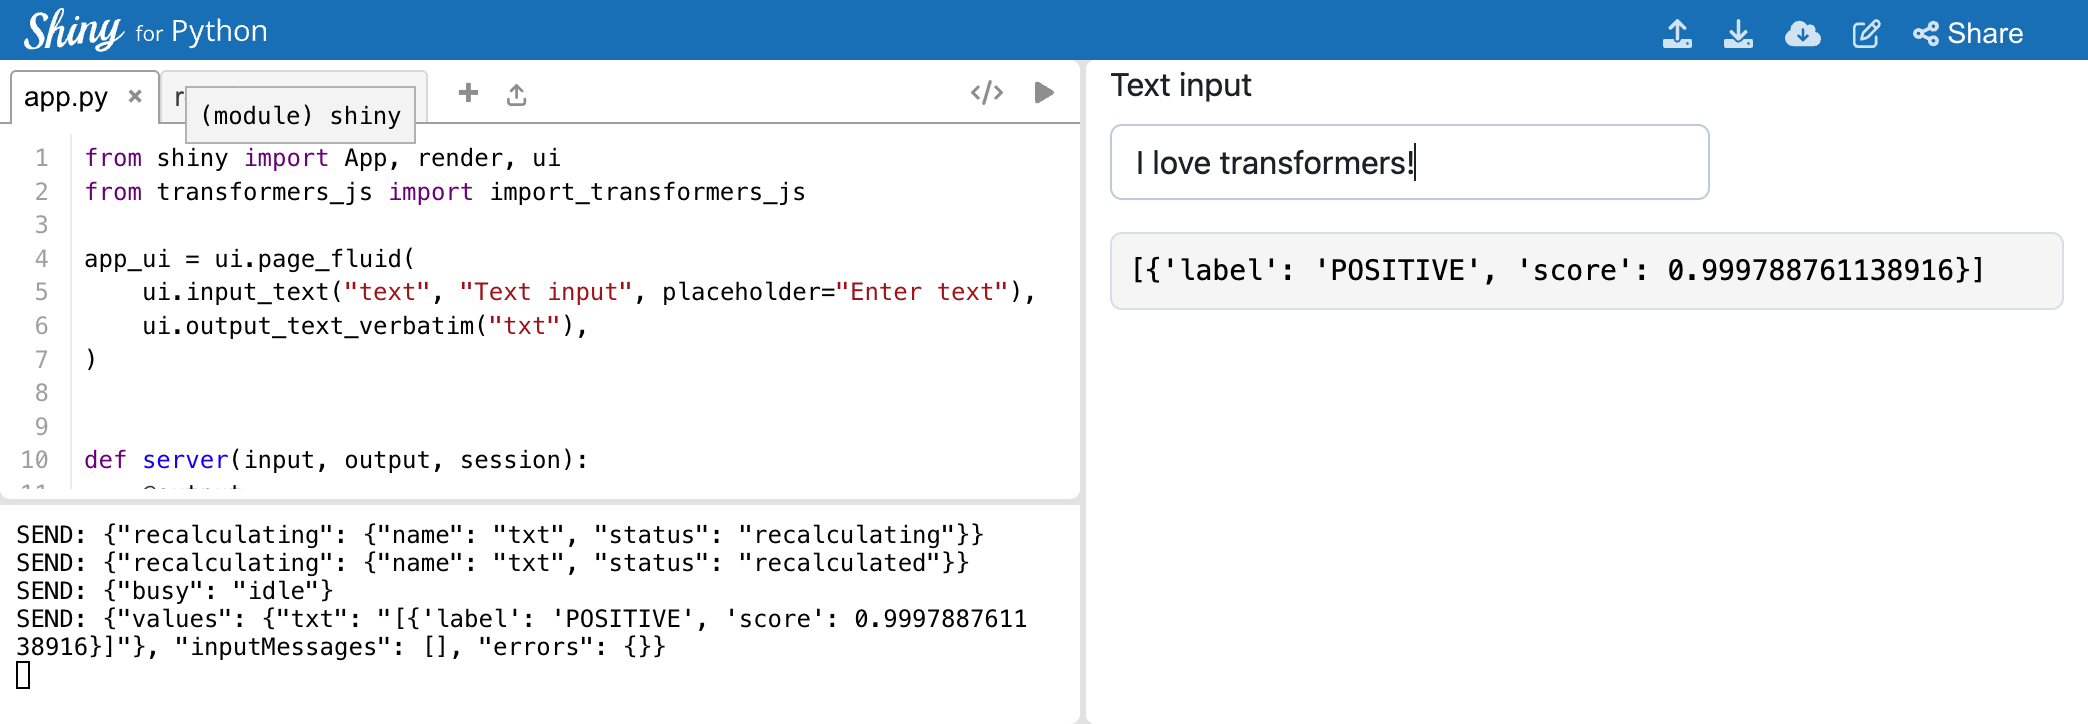 Shiny for Python
Share
app.py ×
r
(module) shiny
1 from shiny import App, render, ui
2 from transformers_js import import_transformers_js
3
4 app_ui = ui.page_fluid(
5     ui.input_text("text", "Text input", placeholder="Enter text"),
6     ui.output_text_verbatim("txt"),
7 )
8
9
10 def server(input, output, session):
SEND: {"recalculating": {"name": "txt", "status": "recalculating"}}
SEND: {"recalculating": {"name": "txt", "status": "recalculated"}}
SEND: {"busy": "idle"}
SEND: {"values": {"txt": "[{'label': 'POSITIVE', 'score': 0.9997887611
38916}]"}, "inputMessages": [], "errors": {}}
Text input
I love transformers!
[{'label': 'POSITIVE', 'score': 0.999788761138916}]